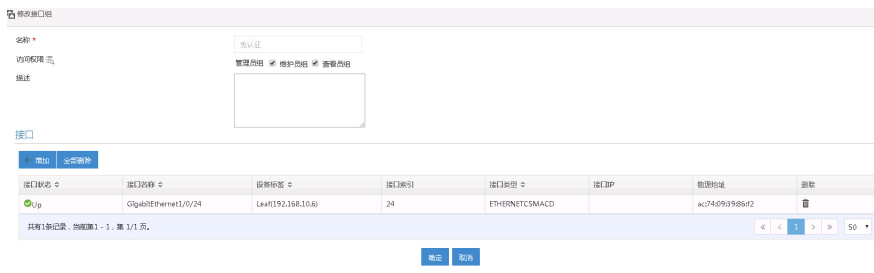 修改接口组
名称 *
免认证
访问权限
管理员组 维护员组 查看员组
描述
接口
+ 增加 全部删除
接口状态 接口名称 设备标签 接口索引 接口类型 接口IP 物理地址 删除
Up GigabitEthernet1/0/24 Leaf(192.168.10.6) 24 ETHERNETCSMACD ac:74:09:39:86:f2
共有1条记录，当前第1 - 1，第 1/1 页。 « < 1 > » 50
确定 取消